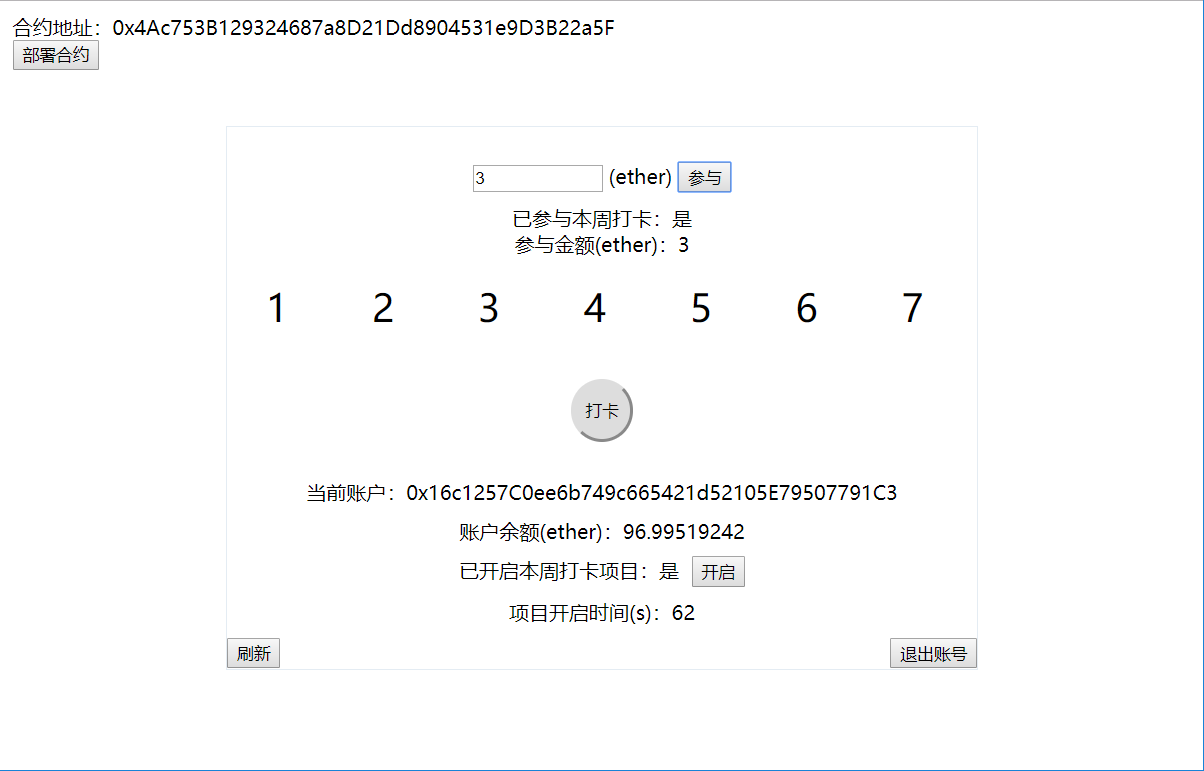 合约地址：0x4Ac753B129324687a8D21Dd8904531e9D3B22a5F
部署合约
3 (ether) 参与
已参与本周打卡：是
参与金额(ether)：3
1 2 3 4 5 6 7
打卡
当前账户：0x16c1257C0ee6b749c665421d52105E79507791C3
账户余额(ether)：96.99519242
已开启本周打卡项目：是 开启
项目开启时间(s)：62
刷新 退出账号